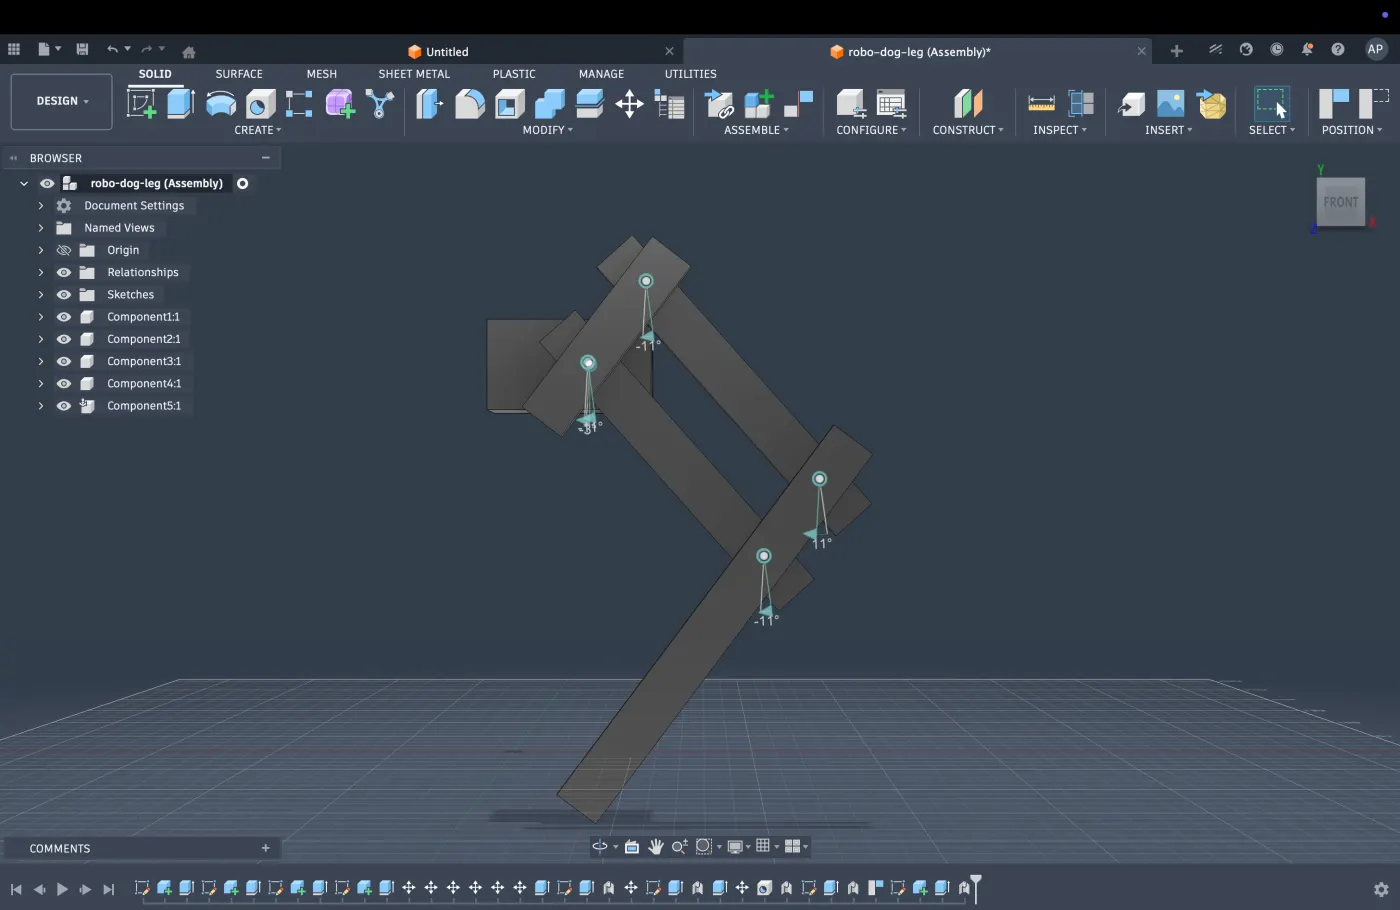 Untitled
robo-dog-leg (Assembly)*
AP
DESIGN
SOLID
SURFACE
MESH
SHEET METAL
PLASTIC
MANAGE
UTILITIES
CREATE
MODIFY
ASSEMBLE
CONFIGURE
CONSTRUCT
INSPECT
INSERT
SELECT
POSITION
BROWSER
robo-dog-leg (Assembly)
Document Settings
Named Views
Origin
Relationships
Sketches
Component1:1
Component2:1
Component3:1
Component4:1
Component5:1
Y
FRONT
X
Z
-11°
11°
-11°
COMMENTS